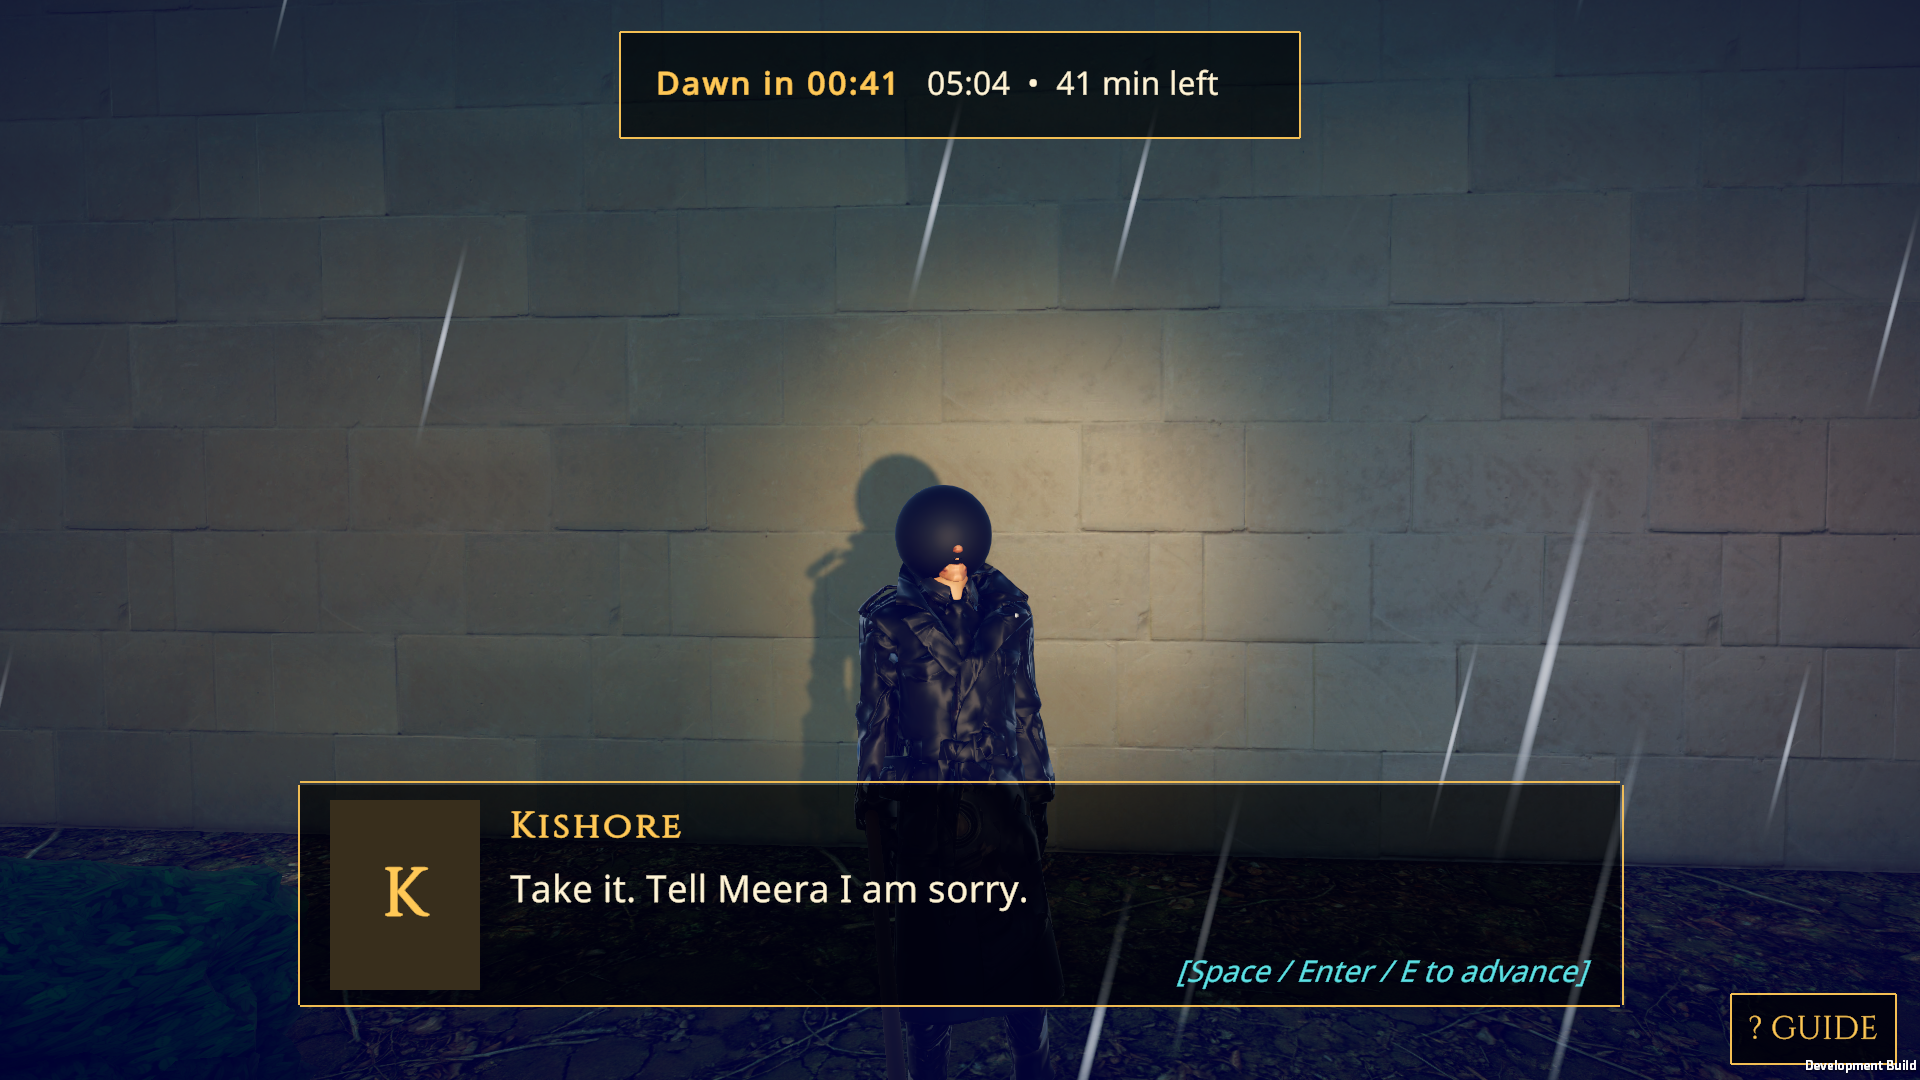 Dawn in 00:41 05:04 • 41 min left
Kishore
K
Take it. Tell Meera I am sorry.
[Space / Enter / E to advance]
? GUIDE
Development Build